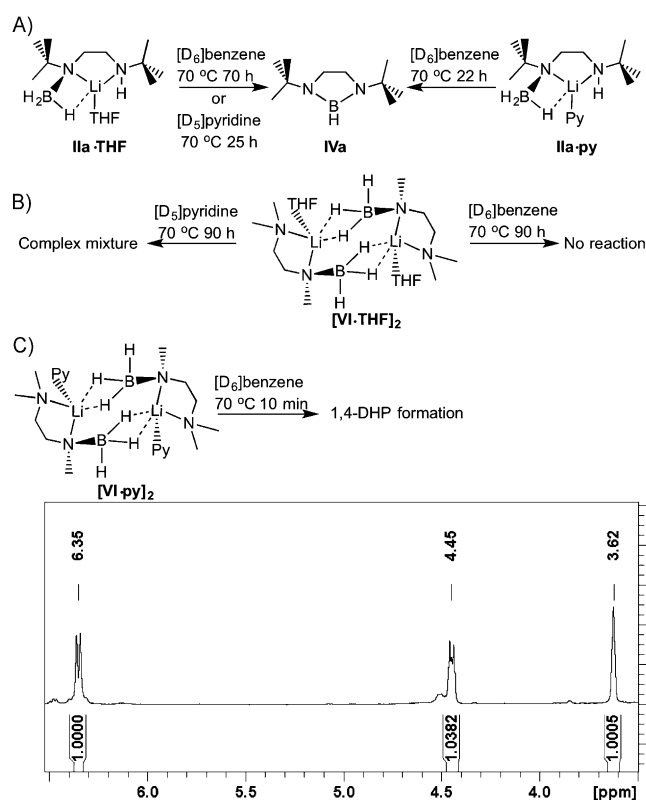 A)
[D6]benzene
70 °C 70 h
or
[D5]pyridine
70 °C 25 h
[D6]benzene
70 °C 22 h
N
Li
N
H
H2B
H
THF
IIa·THF
N
N
B
H
IVa
N
Li
N
H
H2B
H
Py
IIa·py
B)
Complex mixture
[D5]pyridine
70 °C 90 h
THF
H
H
B
N
N
Li
H
H
Li
N
N
B
H
H
THF
[VI·THF]2
[D6]benzene
70 °C 90 h
No reaction
C)
Py
H
H
B
N
N
Li
H
H
Li
N
N
B
H
H
Py
[VI·py]2
[D6]benzene
70 °C 10 min
1,4-DHP formation
6.35
4.45
3.62
1.0000
1.0382
1.0005
6.0
5.5
5.0
4.5
4.0
[ppm]